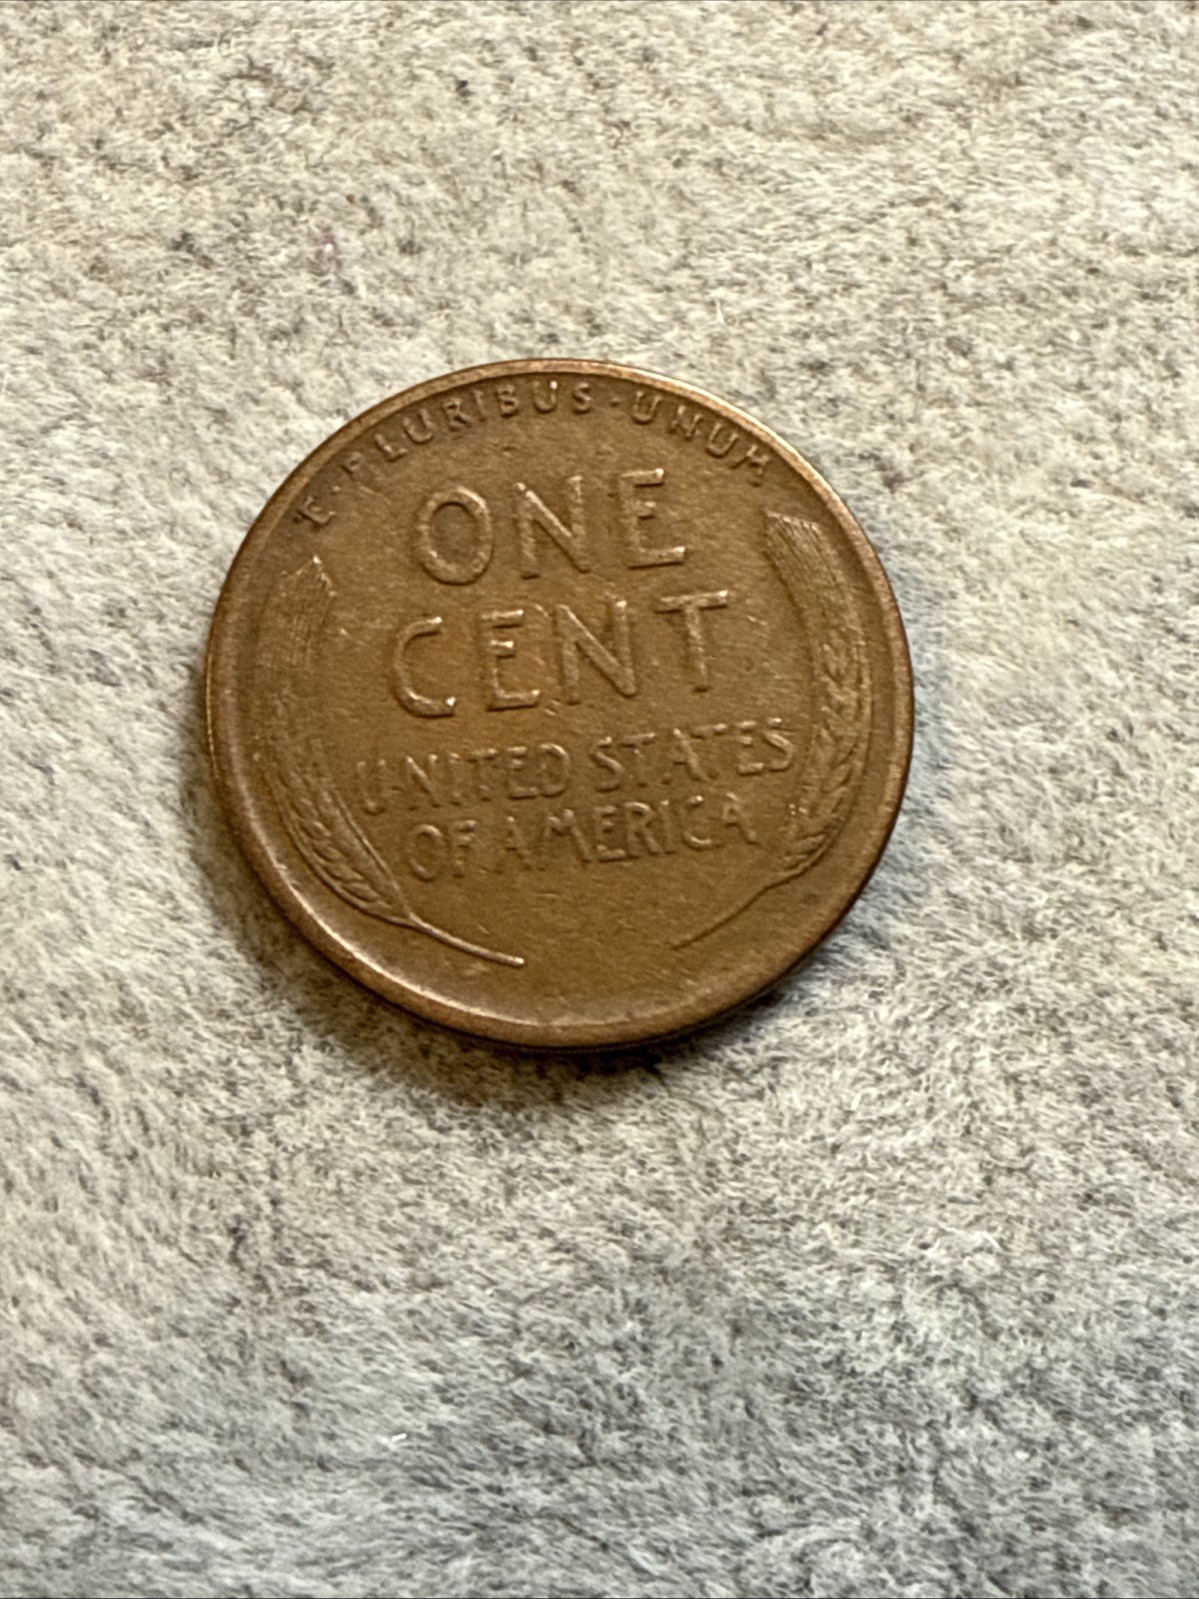 E·PLURIBUS·UNUM
ONE
CENT
UNITED STATES
OF AMERICA